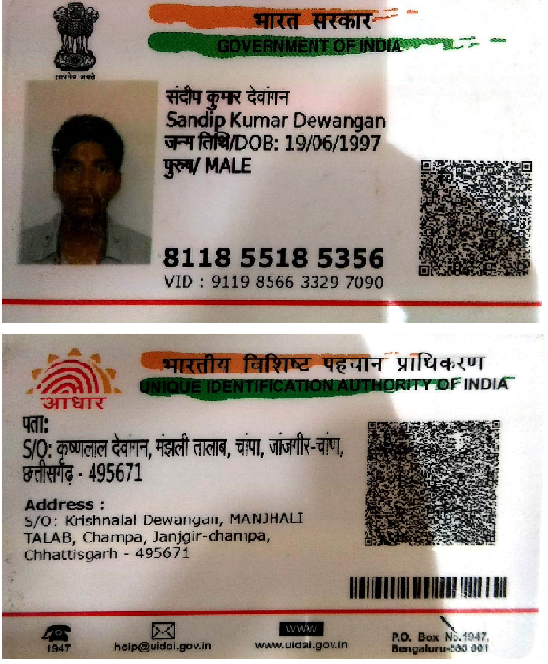 भारत सरकार
GOVERNMENT OF INDIA
सत्यमेव जयते
संदीप कुमार देवांगन
Sandip Kumar Dewangan
जन्म तिथि/DOB: 19/06/1997
पुरुष/ MALE
8118 5518 5356
VID : 9119 8566 3329 7090
भारतीय विशिष्ट पहचान प्राधिकरण
UNIQUE IDENTIFICATION AUTHORITY OF INDIA
आधार
पता:
S/O: कृष्णलाल देवांगन, मंझली तालाब, चांपा, जांजगीर-चांपा,
छत्तीसगढ़ - 495671
Address :
S/O: Krishnalal Dewangan, MANJHALI
TALAB, Champa, Janjgir-champa,
Chhattisgarh - 495671
1947
help@uidai.gov.in
WWW
www.uidai.gov.in
P.O. Box No.1947,
Bengaluru-560 001